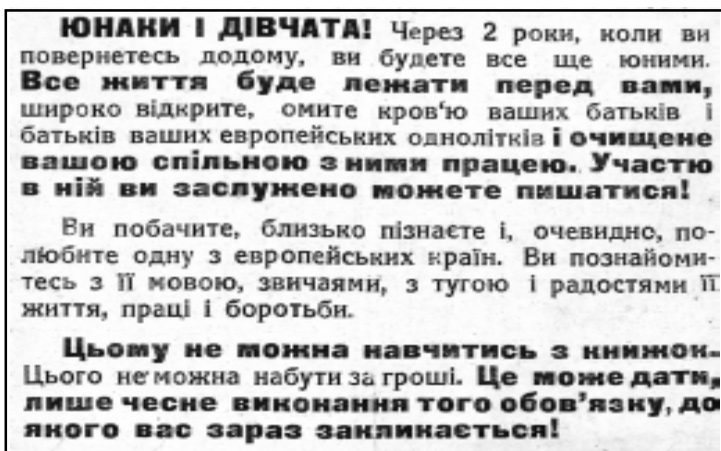 ЮНАКИ І ДІВЧАТА! Через 2 роки, коли ви
повернетесь додому, ви будете все ще юними.
Все життя буде лежати перед вами,
широко відкрите, омите кров'ю ваших батьків і
батьків ваших европейських однолітків і очищене
вашою спільною з ними працею. Участю
в ній ви заслужено можете пишатися!
Ви побачите, близько пізнаєте і, очевидно, по-
любите одну з европейських країн. Ви познайоми-
тесь з її мовою, звичаями, з тугою і радостями її
життя, праці і боротьби.
Цьому не можна навчитись з книжок.
Цього не можна набути за гроші. Це може дати,
лише чесне виконання того обов'язку, до
якого вас зараз закликається!